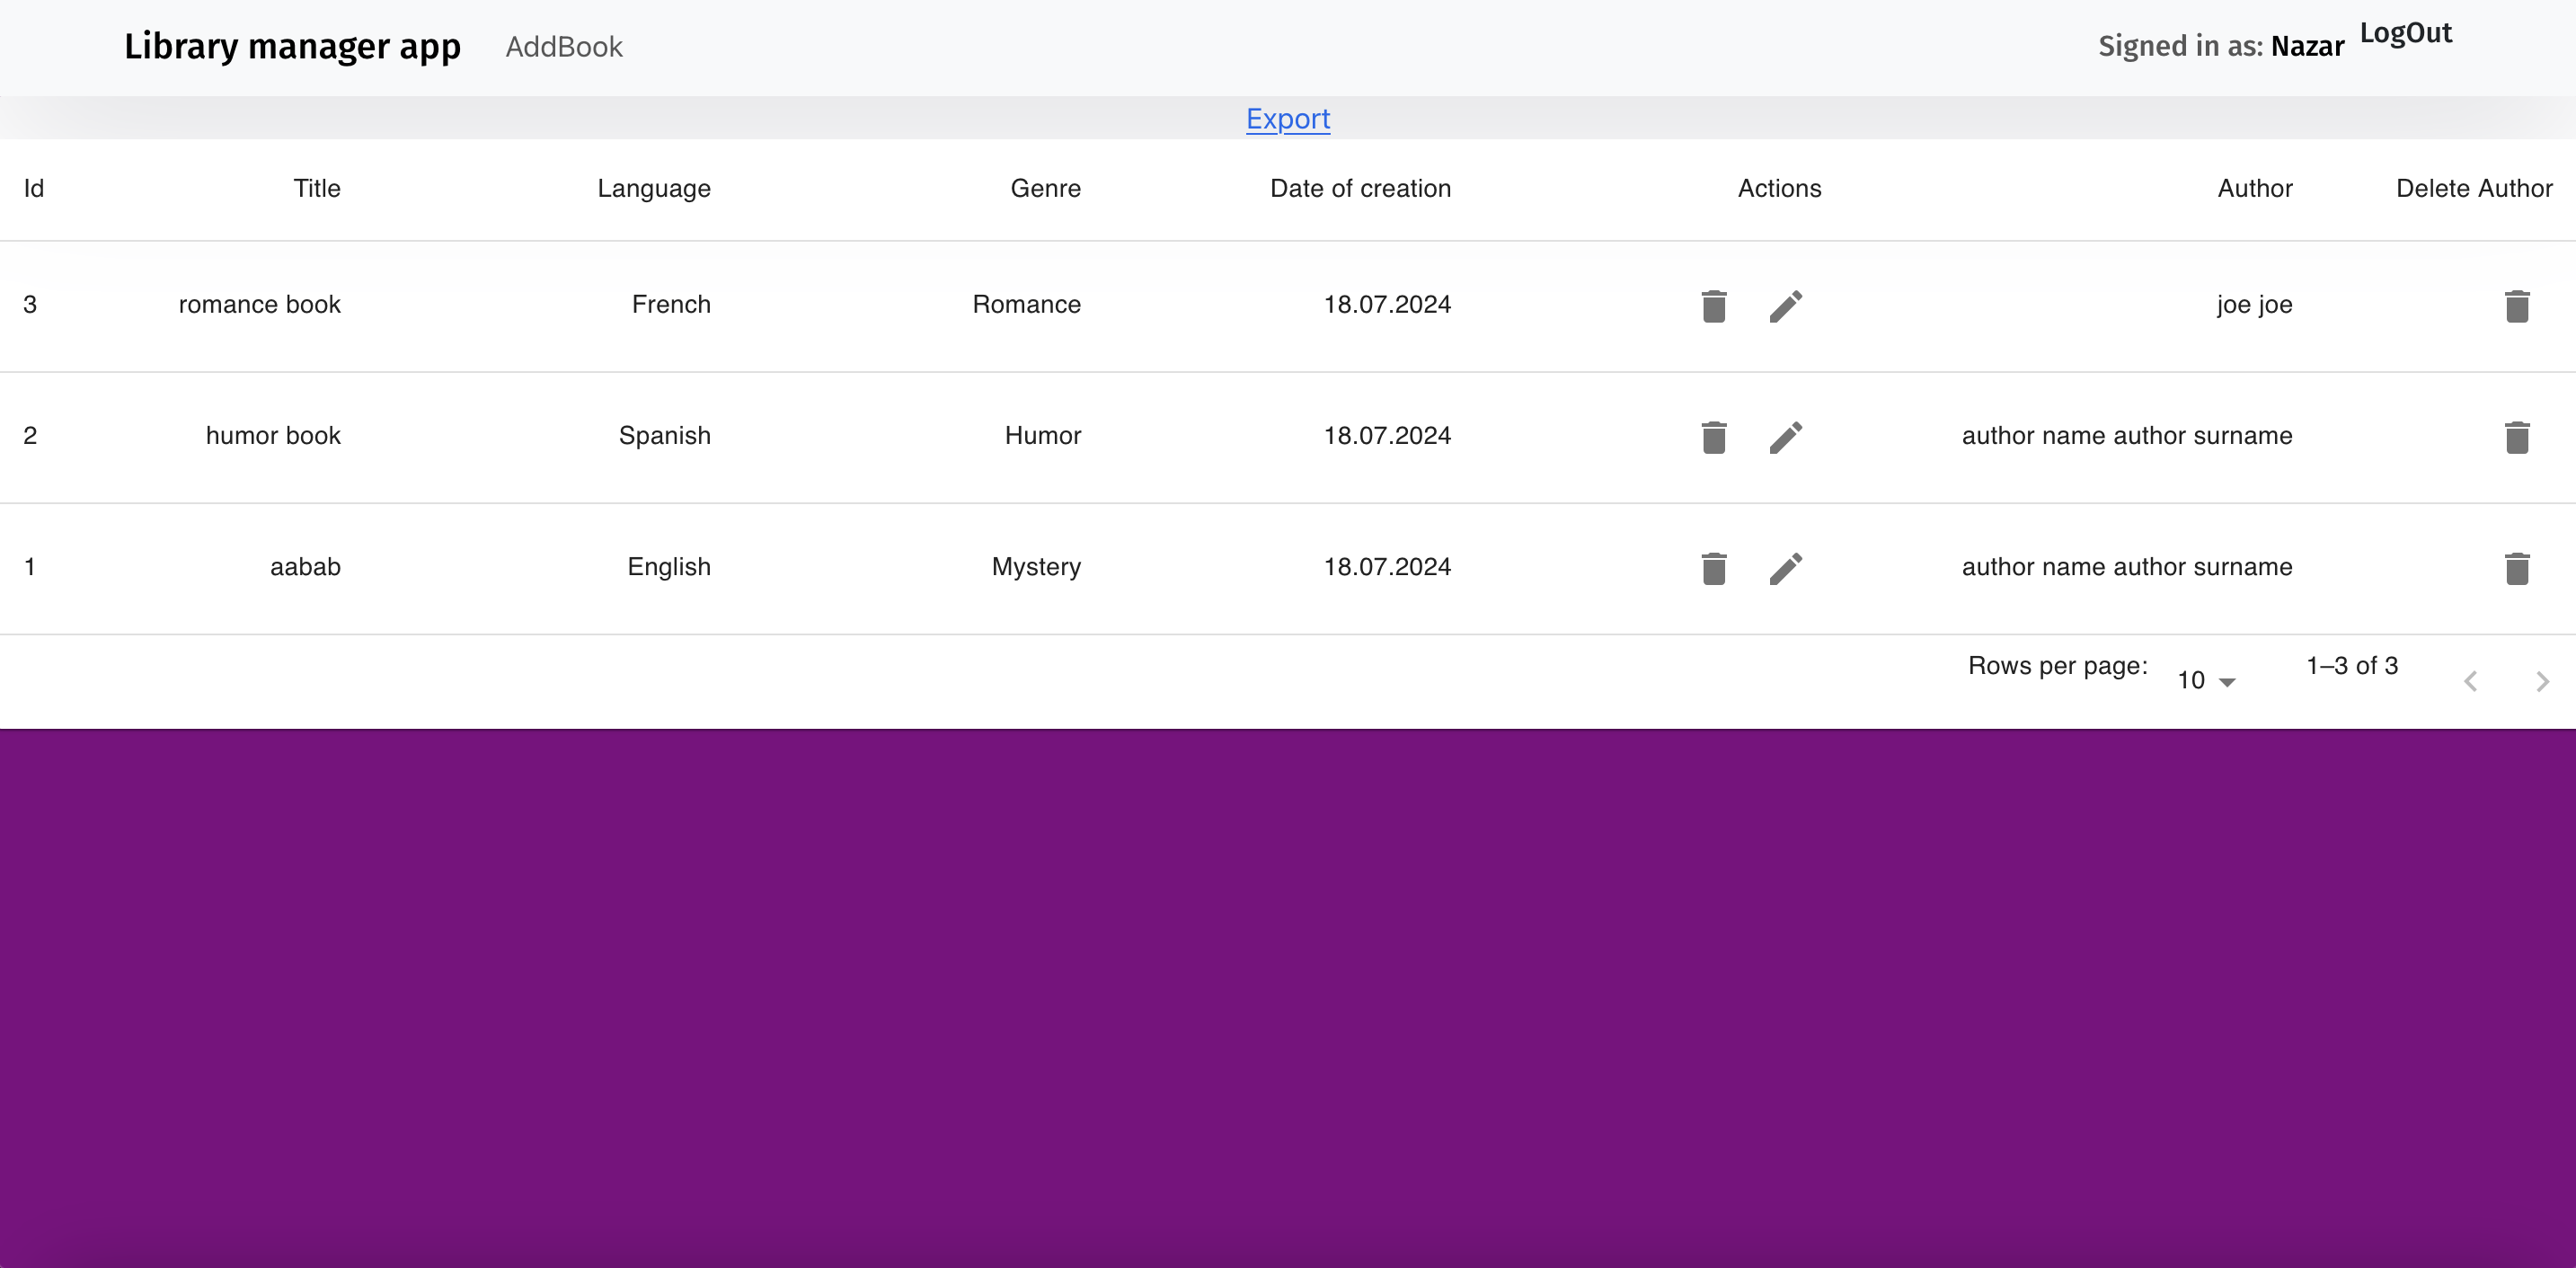 Library manager app AddBook Signed in as: Nazar LogOut
Export
Id Title Language Genre Date of creation Actions Author Delete Author
3 romance book French Romance 18.07.2024 joe joe
2 humor book Spanish Humor 18.07.2024 author name author surname
1 aabab English Mystery 18.07.2024 author name author surname
Rows per page: 10 1–3 of 3